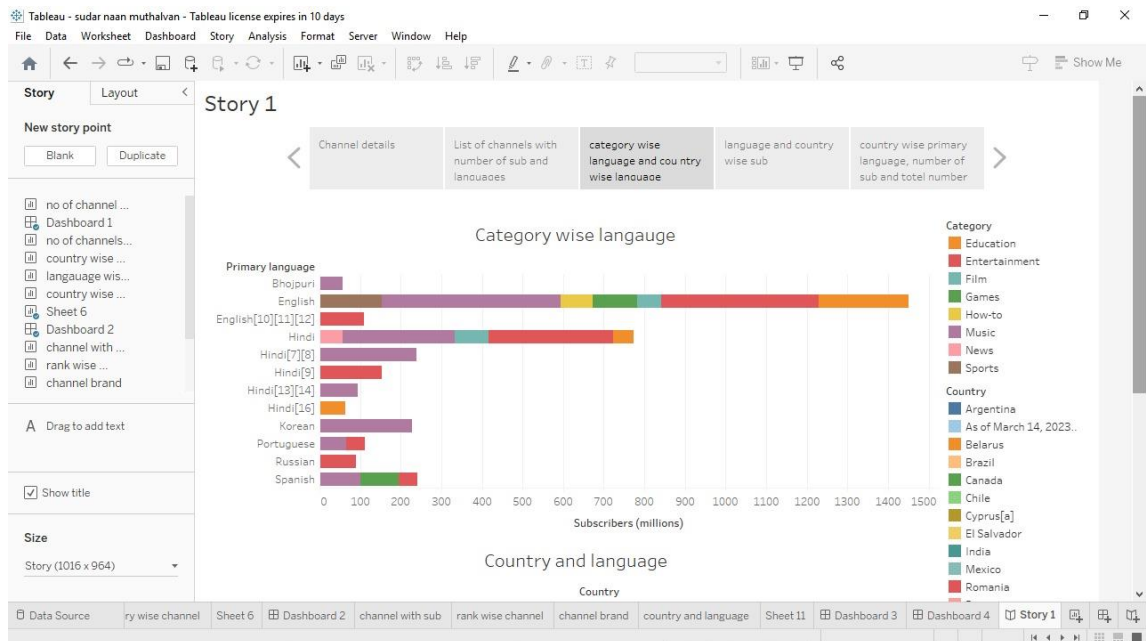 Tableau - sudar naan muthalvan - Tableau license expires in 10 days
File Data Worksheet Dashboard Story Analysis Format Server Window Help
Show Me
Story Layout
New story point
Blank Duplicate
no of channel ...
Dashboard 1
no of channels...
country wise ...
langauage wis...
country wise ...
Sheet 6
Dashboard 2
channel with ...
rank wise ...
channel brand
A Drag to add text
Show title
Size
Story (1016 x 964)
Story 1
Channel details
List of channels with
number of sub and
languages
category wise
language and cou ntry
wise language
language and country
wise sub
country wise primary
language, number of
sub and totel number
Category wise langauge
Primary language
Bhojpuri
English
English[10][11][12]
Hindi
Hindi[7][8]
Hindi[9]
Hindi[13][14]
Hindi[16]
Korean
Portuguese
Russian
Spanish
0 100 200 300 400 500 600 700 800 900 1000 1100 1200 1300 1400 1500
Subscribers (millions)
Country and language
Country
Category
Education
Entertainment
Film
Games
How-to
Music
News
Sports
Country
Argentina
As of March 14, 2023..
Belarus
Brazil
Canada
Chile
Cyprus[a]
El Salvador
India
Mexico
Romania
Data Source ry wise channel Sheet 6 Dashboard 2 channel with sub rank wise channel channel brand country and language Sheet 11 Dashboard 3 Dashboard 4 Story 1